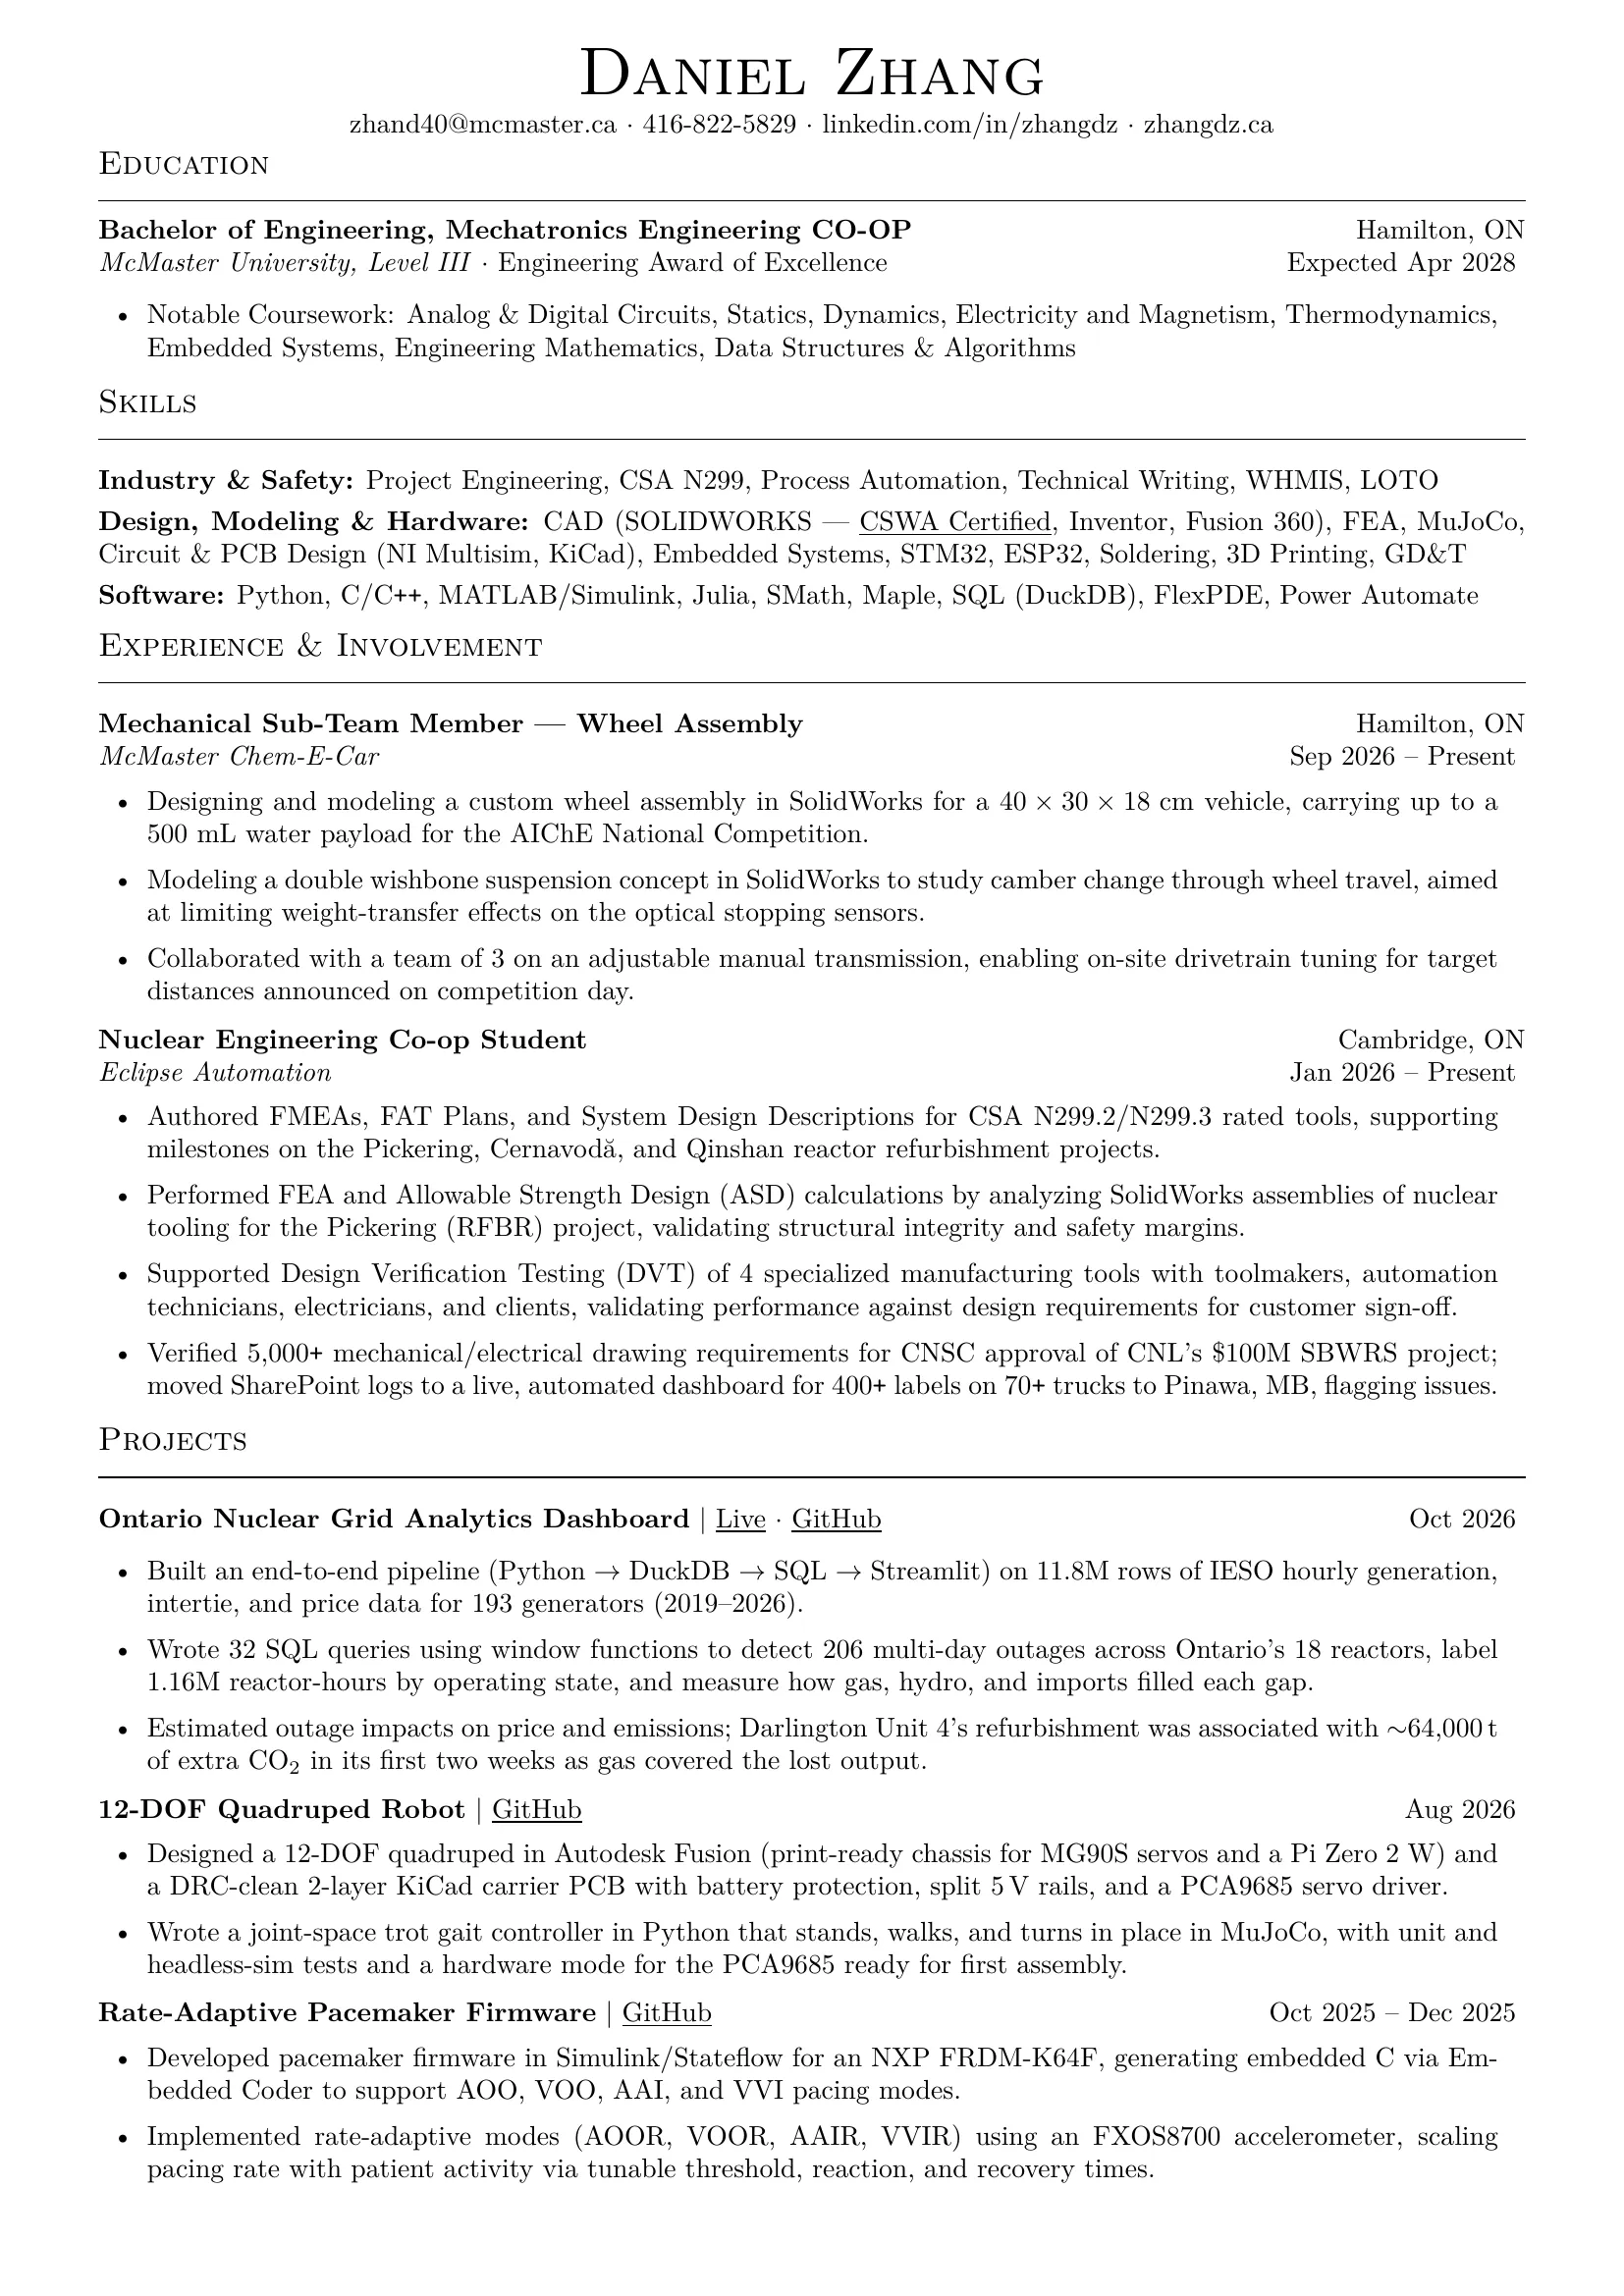 Daniel Zhang
zhand40@mcmaster.ca · 416-822-5829 · linkedin.com/in/zhangdz · zhangdz.ca
Education
Bachelor of Engineering, Mechatronics Engineering CO-OP Hamilton, ON
McMaster University, Level III · Engineering Award of Excellence Expected Apr 2028
• Notable Coursework: Analog & Digital Circuits, Statics, Dynamics, Electricity and Magnetism, Thermodynamics,
Embedded Systems, Engineering Mathematics, Data Structures & Algorithms
Skills
Industry & Safety: Project Engineering, CSA N299, Process Automation, Technical Writing, WHMIS, LOTO
Design, Modeling & Hardware: CAD (SOLIDWORKS — CSWA Certified, Inventor, Fusion 360), FEA, MuJoCo,
Circuit & PCB Design (NI Multisim, KiCad), Embedded Systems, STM32, ESP32, Soldering, 3D Printing, GD&T
Software: Python, C/C++, MATLAB/Simulink, Julia, SMath, Maple, SQL (DuckDB), FlexPDE, Power Automate
Experience & Involvement
Mechanical Sub-Team Member — Wheel Assembly Hamilton, ON
McMaster Chem-E-Car Sep 2026 – Present
• Designing and modeling a custom wheel assembly in SolidWorks for a 40 × 30 × 18 cm vehicle, carrying up to a
500 mL water payload for the AIChE National Competition.
• Modeling a double wishbone suspension concept in SolidWorks to study camber change through wheel travel, aimed
at limiting weight-transfer effects on the optical stopping sensors.
• Collaborated with a team of 3 on an adjustable manual transmission, enabling on-site drivetrain tuning for target
distances announced on competition day.
Nuclear Engineering Co-op Student Cambridge, ON
Eclipse Automation Jan 2026 – Present
• Authored FMEAs, FAT Plans, and System Design Descriptions for CSA N299.2/N299.3 rated tools, supporting
milestones on the Pickering, Cernavodă, and Qinshan reactor refurbishment projects.
• Performed FEA and Allowable Strength Design (ASD) calculations by analyzing SolidWorks assemblies of nuclear
tooling for the Pickering (RFBR) project, validating structural integrity and safety margins.
• Supported Design Verification Testing (DVT) of 4 specialized manufacturing tools with toolmakers, automation
technicians, electricians, and clients, validating performance against design requirements for customer sign-off.
• Verified 5,000+ mechanical/electrical drawing requirements for CNSC approval of CNL's $100M SBWRS project;
moved SharePoint logs to a live, automated dashboard for 400+ labels on 70+ trucks to Pinawa, MB, flagging issues.
Projects
Ontario Nuclear Grid Analytics Dashboard | Live · GitHub Oct 2026
• Built an end-to-end pipeline (Python → DuckDB → SQL → Streamlit) on 11.8M rows of IESO hourly generation,
intertie, and price data for 193 generators (2019–2026).
• Wrote 32 SQL queries using window functions to detect 206 multi-day outages across Ontario's 18 reactors, label
1.16M reactor-hours by operating state, and measure how gas, hydro, and imports filled each gap.
• Estimated outage impacts on price and emissions; Darlington Unit 4's refurbishment was associated with ~64,000 t
of extra CO₂ in its first two weeks as gas covered the lost output.
12-DOF Quadruped Robot | GitHub Aug 2026
• Designed a 12-DOF quadruped in Autodesk Fusion (print-ready chassis for MG90S servos and a Pi Zero 2 W) and
a DRC-clean 2-layer KiCad carrier PCB with battery protection, split 5 V rails, and a PCA9685 servo driver.
• Wrote a joint-space trot gait controller in Python that stands, walks, and turns in place in MuJoCo, with unit and
headless-sim tests and a hardware mode for the PCA9685 ready for first assembly.
Rate-Adaptive Pacemaker Firmware | GitHub Oct 2025 – Dec 2025
• Developed pacemaker firmware in Simulink/Stateflow for an NXP FRDM-K64F, generating embedded C via Em-
bedded Coder to support AOO, VOO, AAI, and VVI pacing modes.
• Implemented rate-adaptive modes (AOOR, VOOR, AAIR, VVIR) using an FXOS8700 accelerometer, scaling
pacing rate with patient activity via tunable threshold, reaction, and recovery times.